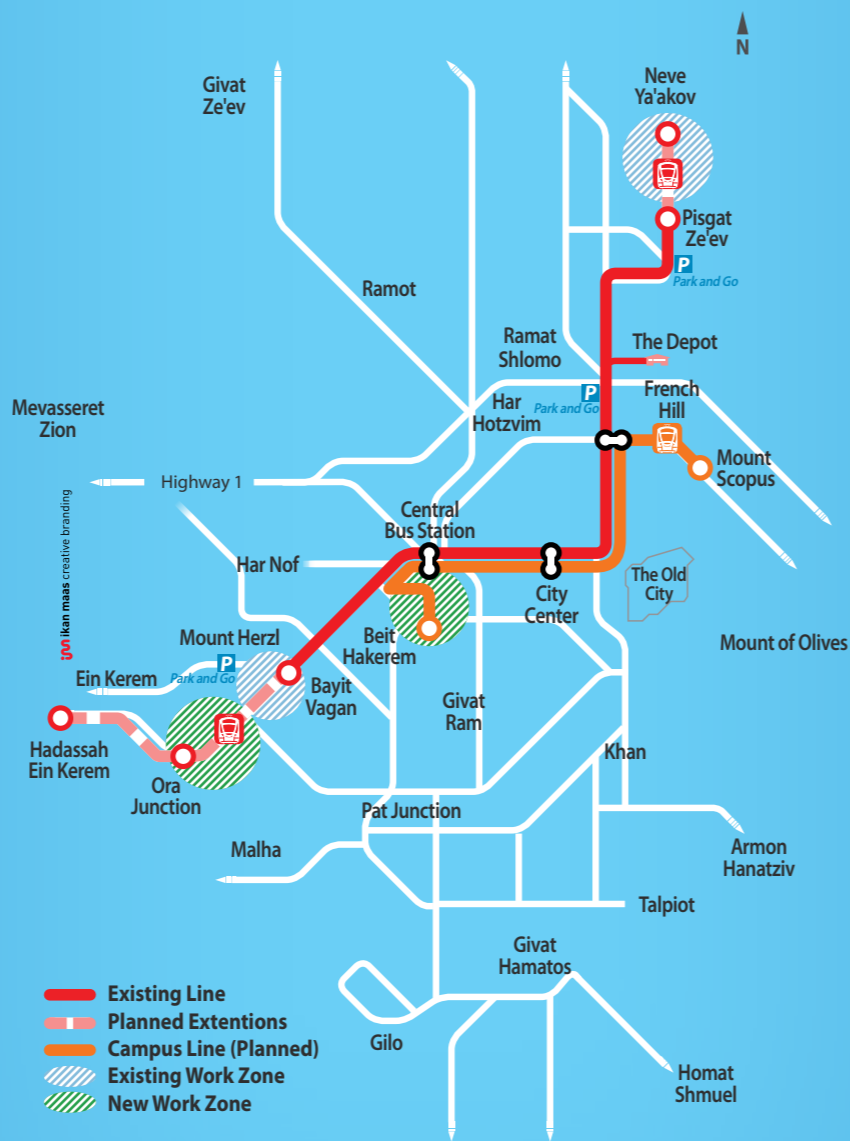 N
Givat
Ze'ev
Neve
Ya'akov
Pisgat
Ze'ev
P
Park and Go
Ramot
Ramat
Shlomo
The Depot
P
Park and Go
French
Hill
Har
Hotzvim
Mevasseret
Zion
Mount
Scopus
Highway 1
Central
Bus Station
ikan maas creative branding
Har Nof
The Old
City
City
Center
Mount Herzl
Beit
Hakerem
Mount of Olives
P
Park and Go
Ein Kerem
Bayit
Vagan
Givat
Ram
Hadassah
Ein Kerem
Khan
Ora
Junction
Pat Junction
Malha
Armon
Hanatziv
Talpiot
Givat
Hamatos
Gilo
Homat
Shmuel
Existing Line
Planned Extentions
Campus Line (Planned)
Existing Work Zone
New Work Zone